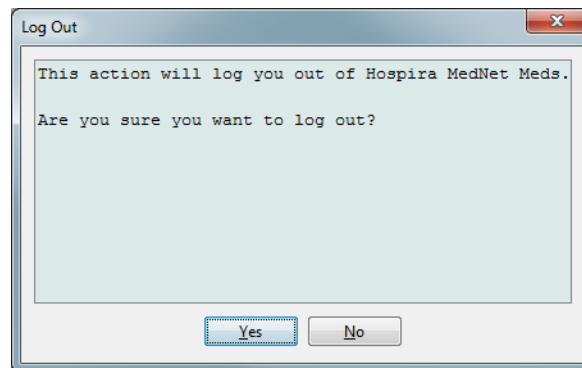 Log Out
This action will log you out of Hospira MedNet Meds.
Are you sure you want to log out?
Yes
No